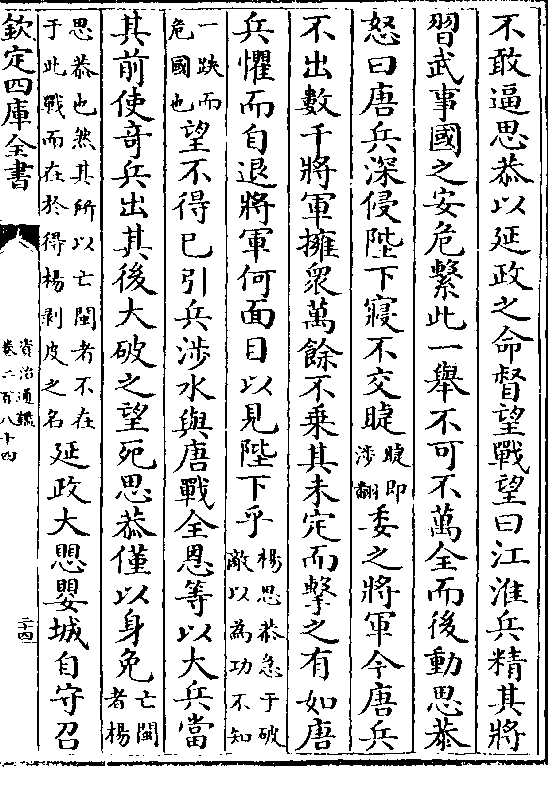 不敢逼思恭以延政之命督望戰望曰江淮兵精其將
習武事國之安危繫此一舉不可不萬全而後動思恭
怒曰唐兵深侵陛下寢不交睫睫即涉翻委之將軍今唐兵
不出數千將軍擁衆萬餘不乘其未定而擊之有如唐
兵懼而自退將軍何面目以見陛下乎楊思恭急于破敵以為功不知
一跌而危國也望不得已引兵涉水與唐戰全恩等以大兵當
其前使奇兵出其後大破之望死思恭僅以身免亡閩者楊
思恭也然其所以亡閩者不在于此戰而在於得楊剥皮之名延政大懼嬰城自守召
欽定四庫全書
資治通鑑
卷二百八十四
二十四